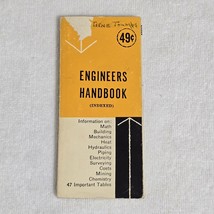 49¢
ENGINEERS
HANDBOOK
(INDEXED)
Information on:
Math
Building
Mechanics
Heat
Hydraulics
Piping
Electricity
Surveying
Costs
Mining
Chemistry
47 Important Tables